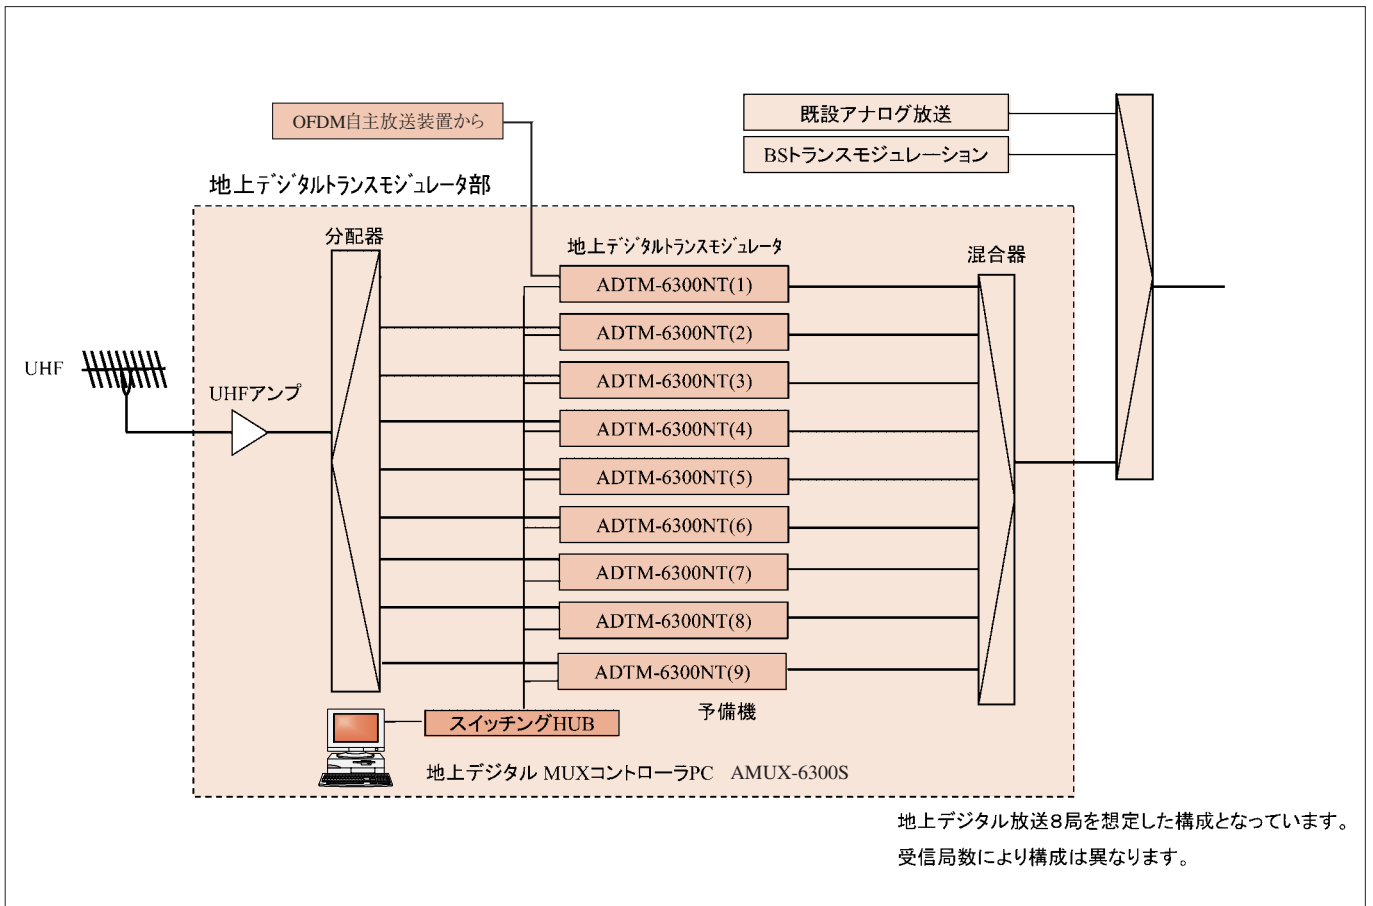 OFDM自主放送装置から
既設アナログ放送
BSトランスモジュレーション
地上デジタルトランスモジュレータ部
分配器
地上デジタルトランスモジュレータ
混合器
ADTM-6300NT(1)
ADTM-6300NT(2)
ADTM-6300NT(3)
ADTM-6300NT(4)
ADTM-6300NT(5)
ADTM-6300NT(6)
ADTM-6300NT(7)
ADTM-6300NT(8)
ADTM-6300NT(9)
UHF
UHFアンプ
予備機
スイッチングHUB
地上デジタル MUXコントローラPC AMUX-6300S
地上デジタル放送8局を想定した構成となっています。
受信局数により構成は異なります。